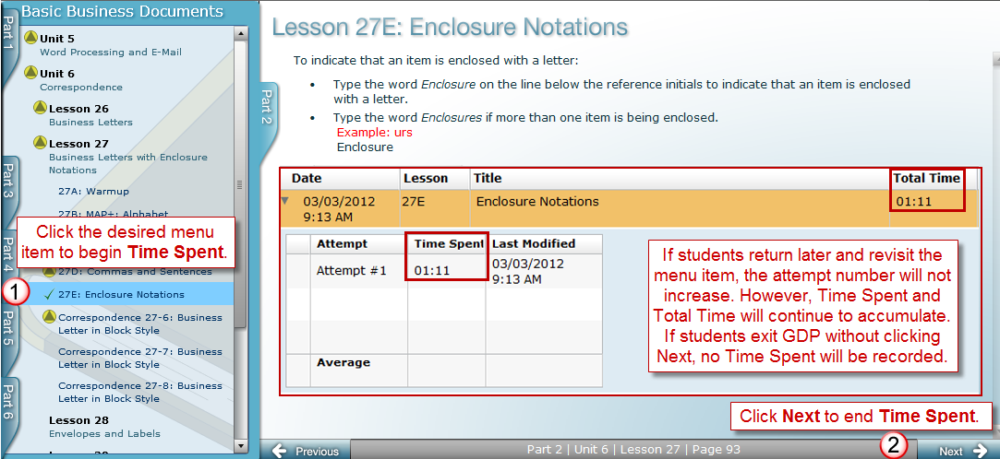 Basic Business Documents
Part 1
Unit 5
Word Processing and E-Mail
Unit 6
Correspondence
Lesson 26
Business Letters
Lesson 27
Business Letters with Enclosure
Notations
Part 3
27A: Warmup
27B: MAP+: Alphabet
Click the desired menu
item to begin Time Spent.
Part 4
27D: Commas and Sentences
1
27E: Enclosure Notations
Part 5
Correspondence 27-6: Business
Letter in Block Style
Correspondence 27-7: Business
Letter in Block Style
Part 6
Correspondence 27-8: Business
Letter in Block Style
Lesson 28
Envelopes and Labels
Part 2
Lesson 27E: Enclosure Notations
To indicate that an item is enclosed with a letter:
• Type the word Enclosure on the line below the reference initials to indicate that an item is enclosed
with a letter.
• Type the word Enclosures if more than one item is being enclosed.
Example: urs
Enclosure
Date Lesson Title Total Time
03/03/2012 27E Enclosure Notations 01:11
9:13 AM
Attempt Time Spent Last Modified
Attempt #1 01:11 03/03/2012
9:13 AM
Average
If students return later and revisit the
menu item, the attempt number will not
increase. However, Time Spent and
Total Time will continue to accumulate.
If students exit GDP without clicking
Next, no Time Spent will be recorded.
Click Next to end Time Spent.
2
Previous
Part 2 | Unit 6 | Lesson 27 | Page 93
Next